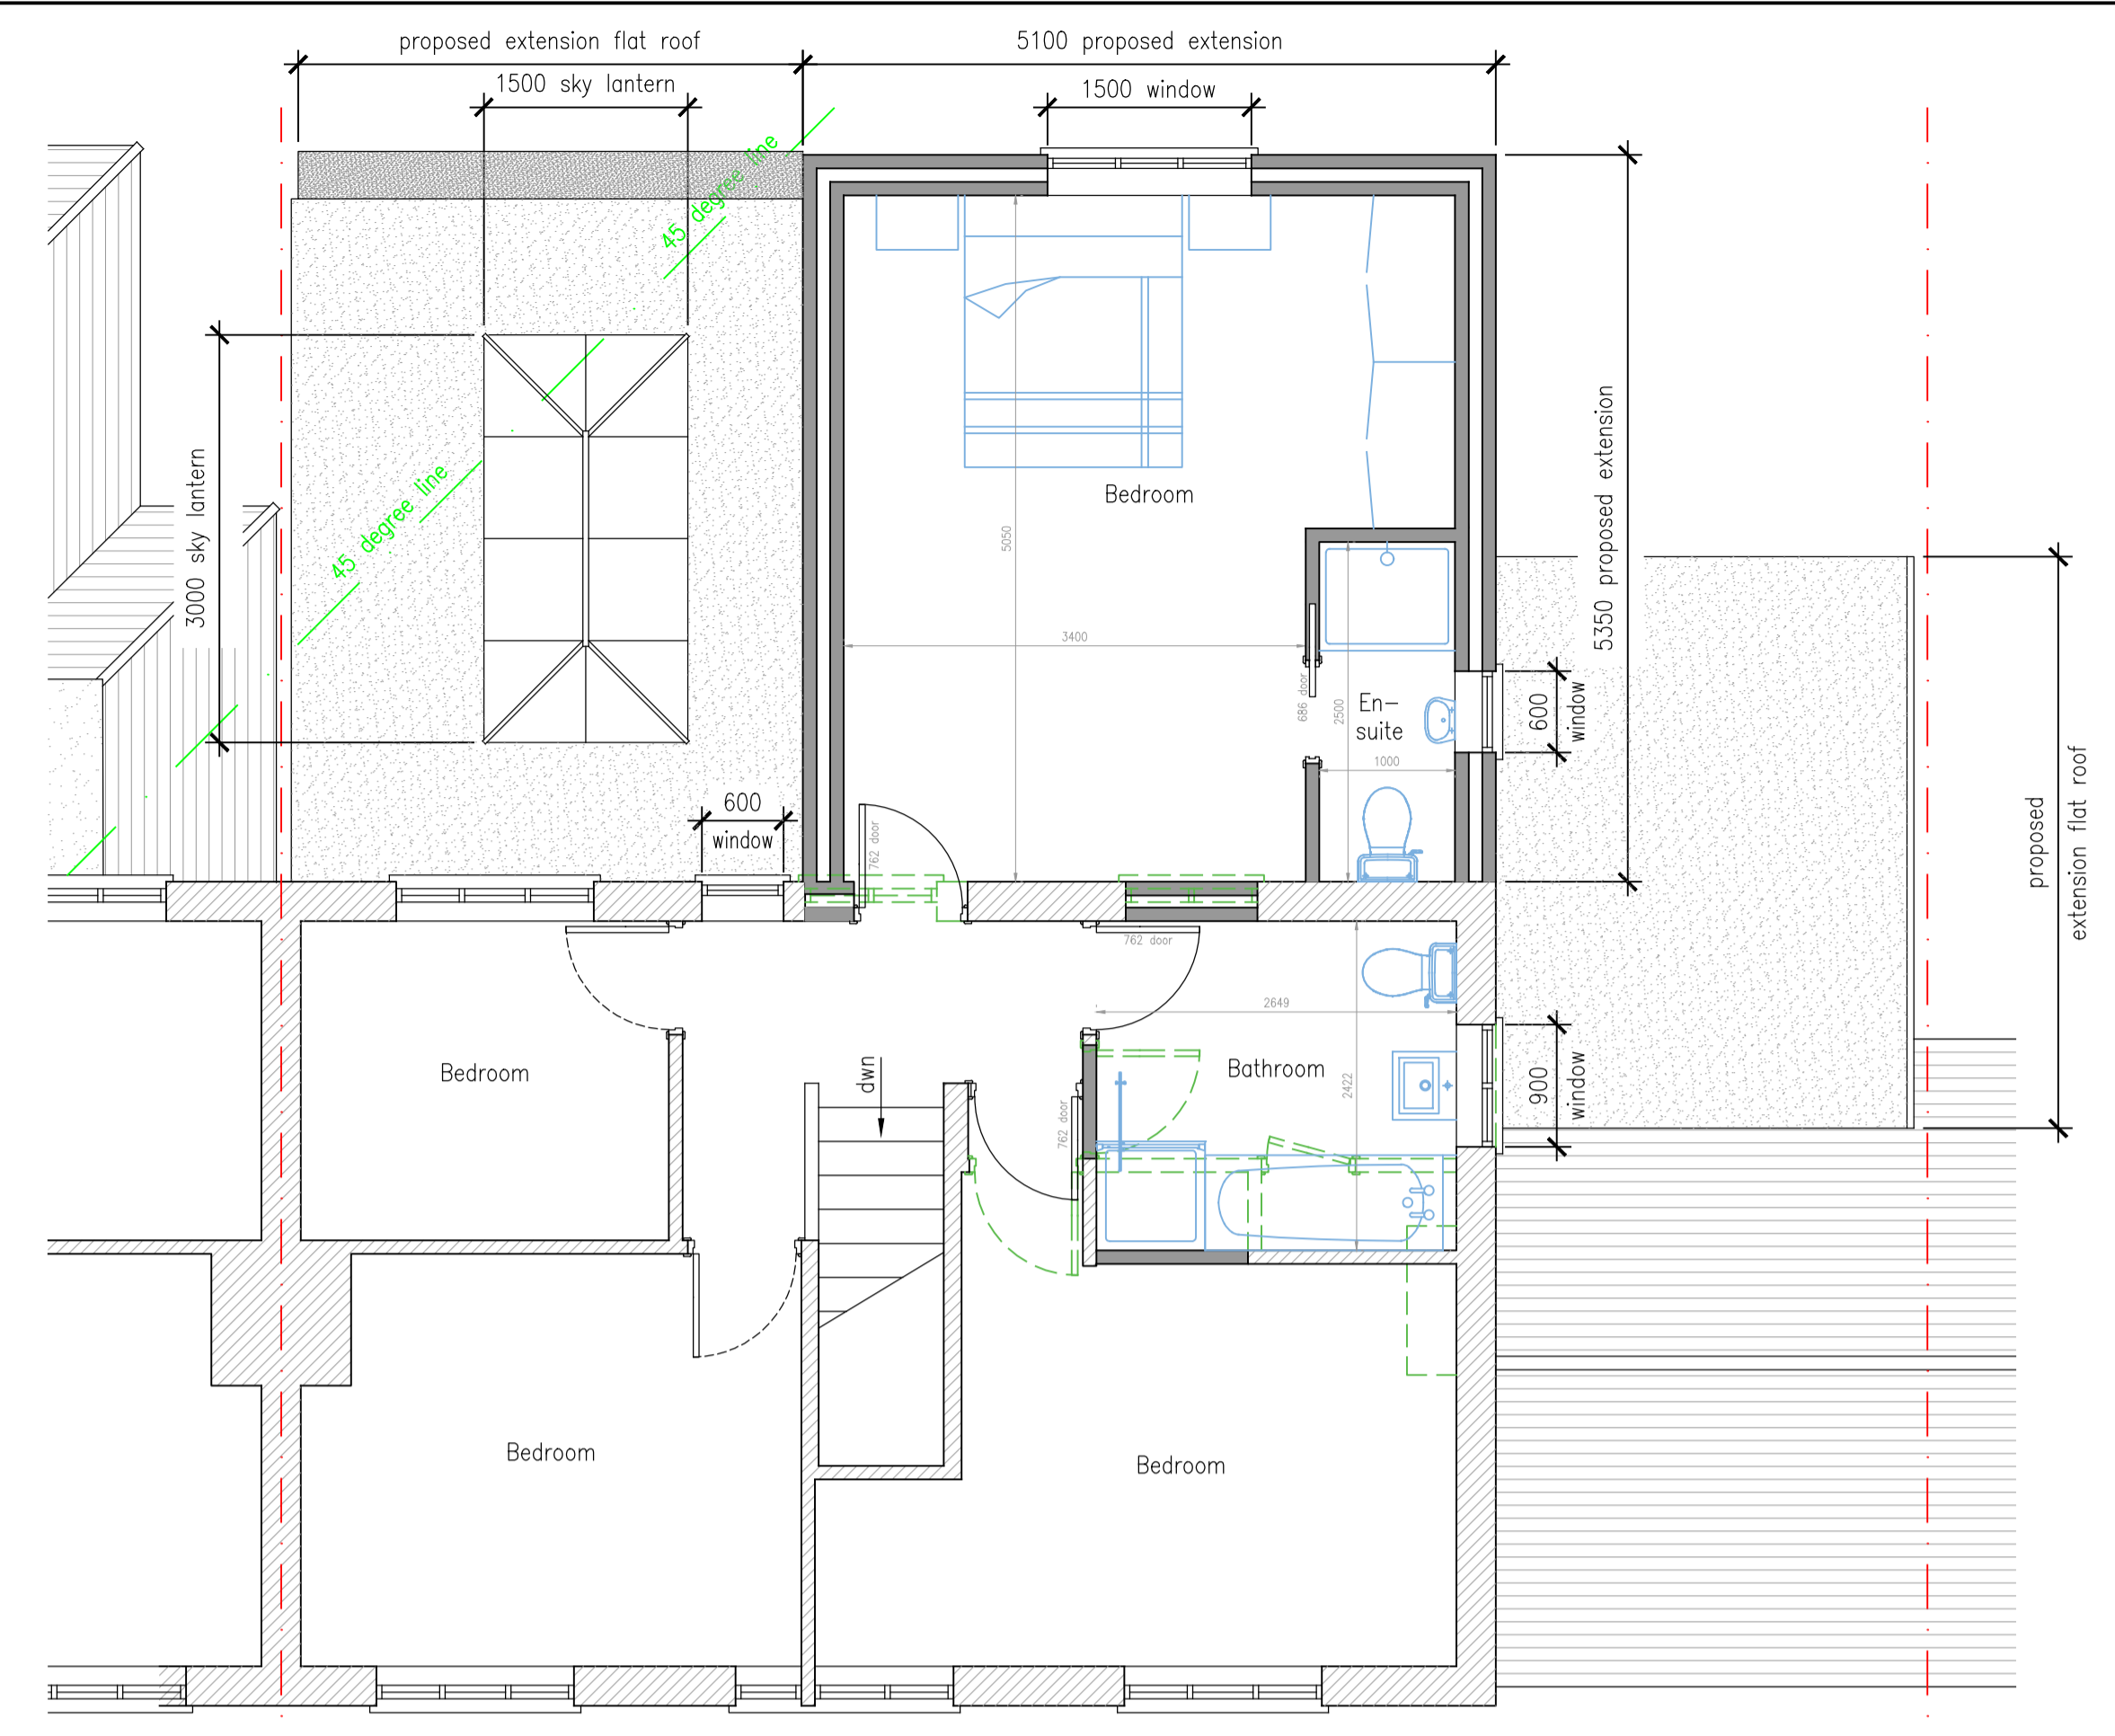 proposed extension flat roof
5100 proposed extension
1500 sky lantern
1500 window
45 degree line
45 degree line
3000 sky lantern
Bedroom
5050
3400
5350 proposed extension
686 door
2500
En-
suite
1000
600
window
600
window
762 door
proposed
extension flat roof
762 door
2649
Bedroom
dwn
Bathroom
2422
900
window
762 door
Bedroom
Bedroom